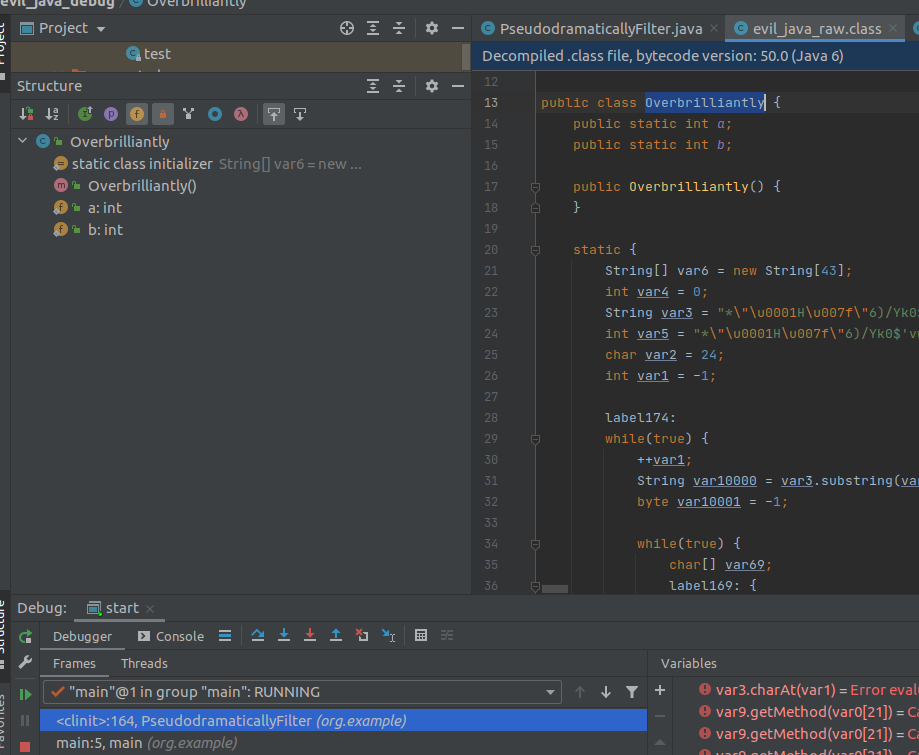 evil_java_debug Overbrilliantly
Project
test
Structure
Overbrilliantly
static class initializer String[] var6 = new ...
Overbrilliantly()
a: int
b: int
PseudodramaticallyFilter.java
evil_java_raw.class
Decompiled .class file, bytecode version: 50.0 (Java 6)
12
13 public class Overbrilliantly {
14 public static int a;
15 public static int b;
16
17 public Overbrilliantly() {
18 }
19
20 static {
21 String[] var6 = new String[43];
22 int var4 = 0;
23 String var3 = "*\"\u0001H\u007f\"6)/Yk0$
24 int var5 = "*\"\u0001H\u007f\"6)/Yk0$'v
25 char var2 = 24;
26 int var1 = -1;
27
28 label174:
29 while(true) {
30 ++var1;
31 String var10000 = var3.substring(va
32 byte var10001 = -1;
33
34 while(true) {
35 char[] var69;
36 label169: {
Debug: start
Debugger Console
Frames Threads
"main"@1 in group "main": RUNNING
<clinit>:164, PseudodramaticallyFilter (org.example)
main:5, main (org.example)
Variables
var3.charAt(var1) = Error eval
var9.getMethod(var0[21]) = Ca
var9.getMethod(var0[21]) = Ca